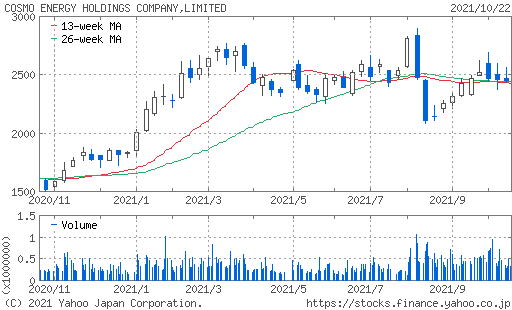 COSMO ENERGY HOLDINGS COMPANY,LIMITED 2021/10/22
3000
13-week MA
26-week MA
2500
2000
1500
2020/11 2021/1 2021/3 2021/5 2021/7 2021/9
1.5
Volume
1
0.5
0
(x1000000)
2020/11 2021/1 2021/3 2021/5 2021/7 2021/9
(C) 2021 Yahoo Japan Corporation. https://stocks.finance.yahoo.co.jp/